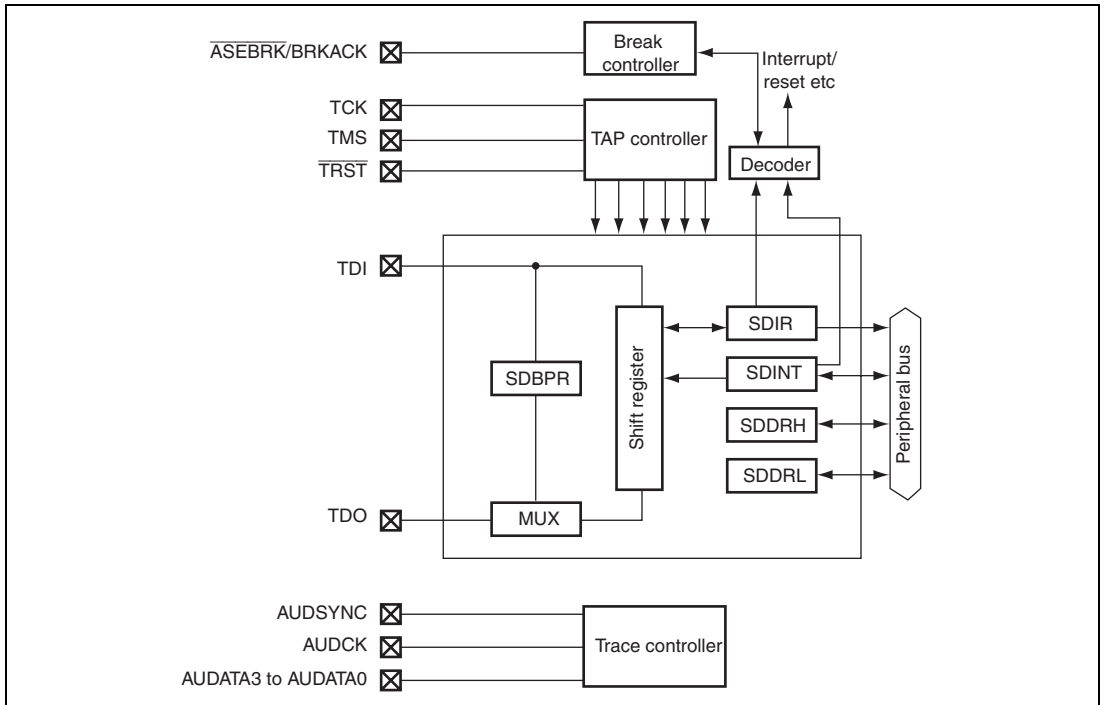 ASEBRK/BRKACK
Break
controller
Interrupt/
reset etc
TCK
TMS
TRST
TAP controller
Decoder
TDI
SDBPR
Shift register
SDIR
SDINT
SDDRH
SDDRL
Peripheral bus
TDO
MUX
AUDSYNC
AUDCK
AUDATA3 to AUDATA0
Trace controller